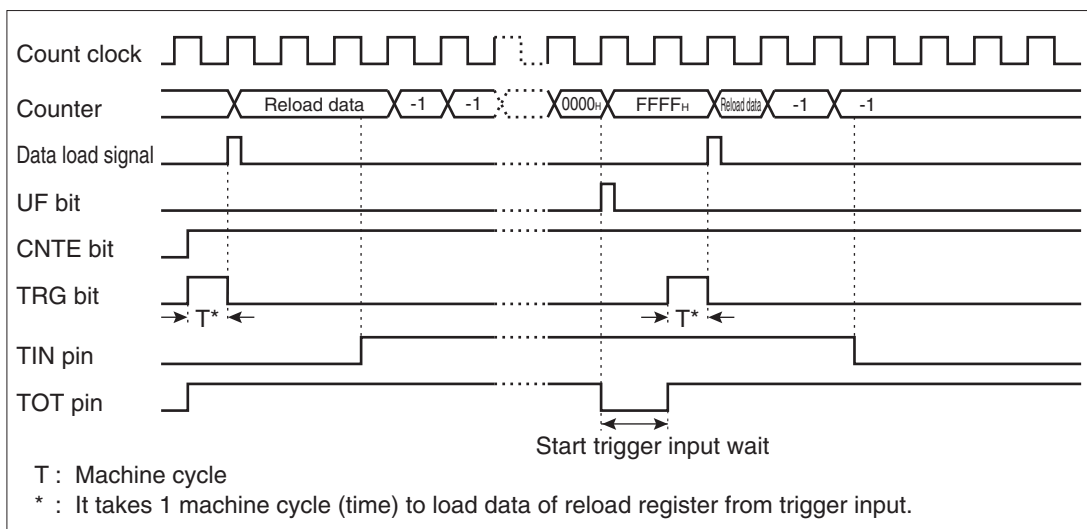 Count clock
Counter Reload data -1 -1 0000H FFFFH Reload data -1 -1
Data load signal
UF bit
CNTE bit
TRG bit
T* T*
TIN pin
TOT pin
Start trigger input wait
T : Machine cycle
* : It takes 1 machine cycle (time) to load data of reload register from trigger input.